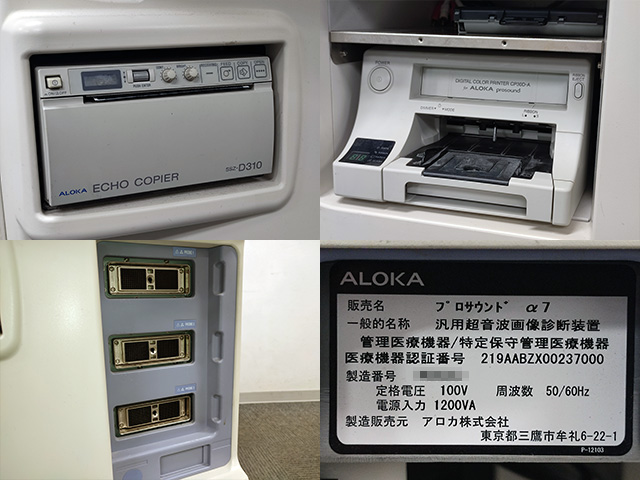 ALOKA ECHO COPIER SSZ-D310
POWER
DIGITAL COLOR PRINTER CP30D-A
for ALOKA prosound
RIBBON
ALOKA
販売名 プロサウンド α7
一般的名称 汎用超音波画像診断装置
管理医療機器/特定保守管理医療機器
医療機器認証番号 219AABZX00237000
製造番号
定格電圧 100V 周波数 50/60Hz
電源入力 1200VA
製造販売元 アロカ株式会社
東京都三鷹市牟礼6-22-1
P-12103